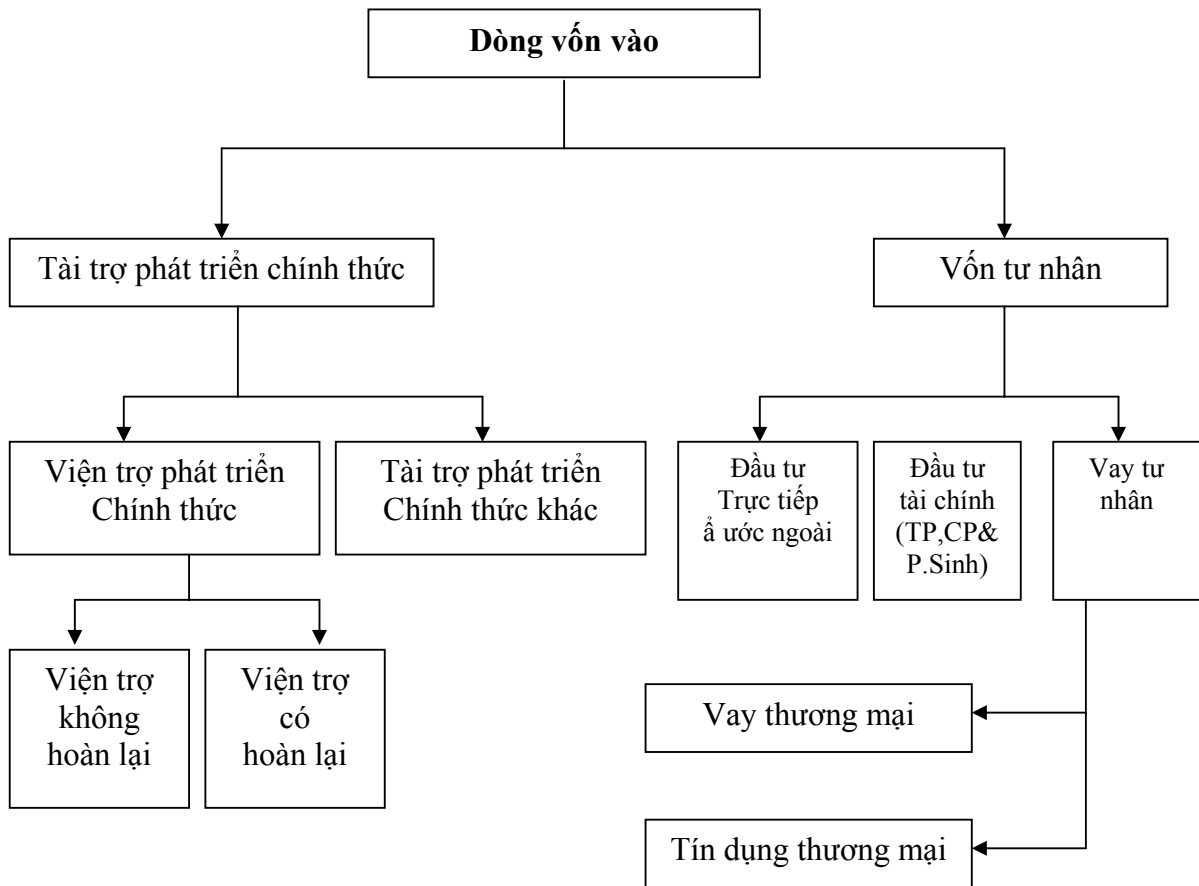 Dòng vốn vào
Tài trợ phát triển chính thức
Vốn tư nhân
Viện trợ phát triển
Chính thức
Tài trợ phát triển
Chính thức khác
Đầu tư
Trực tiếp
ẩ ước ngoài
Đầu tư
tài chính
(TP,CP&
P.Sinh)
Vay tư
nhân
Viện trợ
không
hoàn lại
Viện trợ
có
hoàn lại
Vay thương mại
Tín dụng thương mại